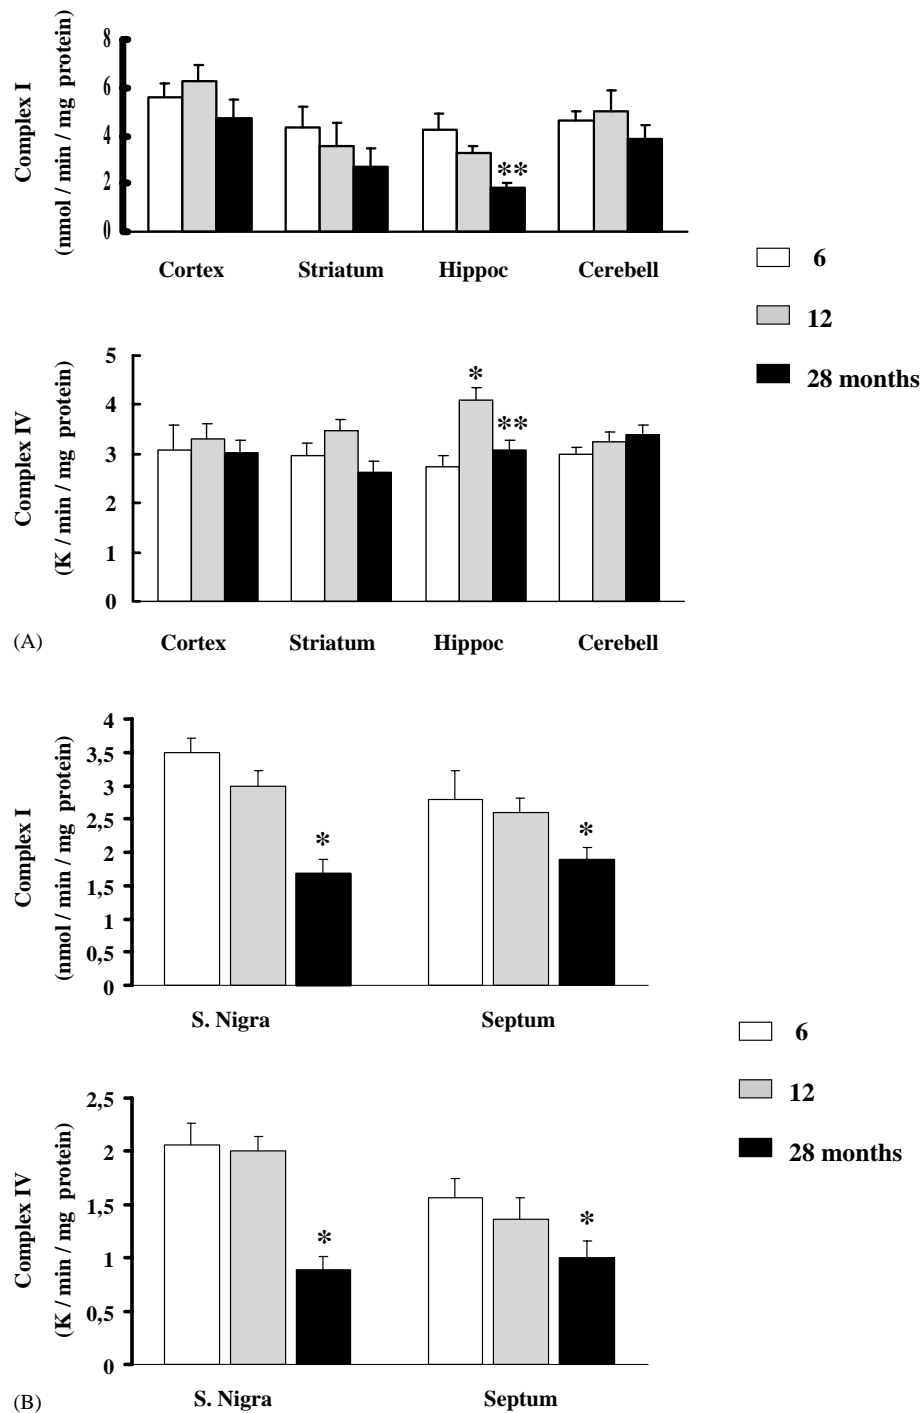 8
6
4
2
0
Complex I
(nmol / min / mg protein)
**
Cortex Striatum Hippoc Cerebell
6
12
28 months
5
4
3
2
1
0
Complex IV
(K / min / mg protein)
*
**
Cortex Striatum Hippoc Cerebell
(A)
4
3,5
3
2,5
2
1,5
1
0,5
0
Complex I
(nmol / min / mg protein)
* *
S. Nigra Septum
6
12
28 months
2,5
2
1,5
1
0,5
0
Complex IV
(K / min / mg protein)
* *
S. Nigra Septum
(B)